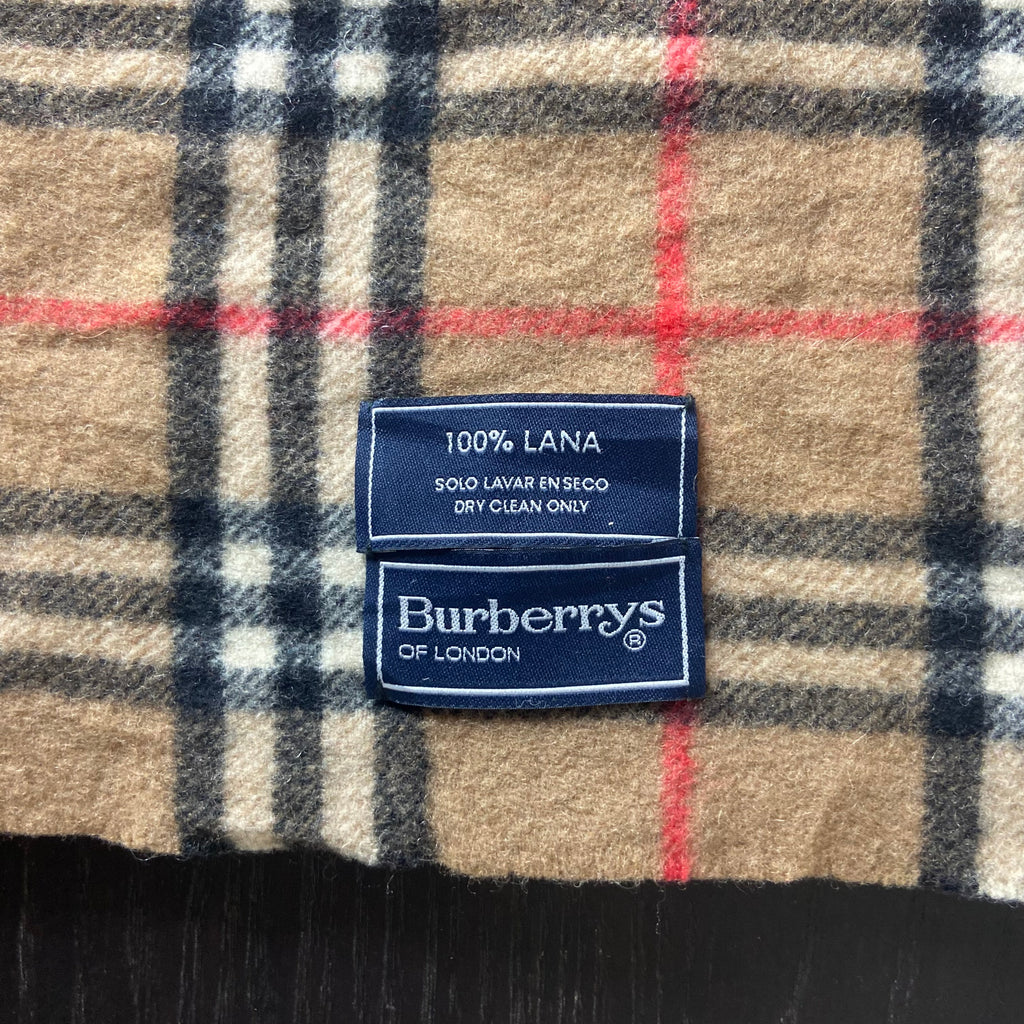 100% LANA
SOLO LAVAR EN SECO
DRY CLEAN ONLY
Burberrys®
OF LONDON